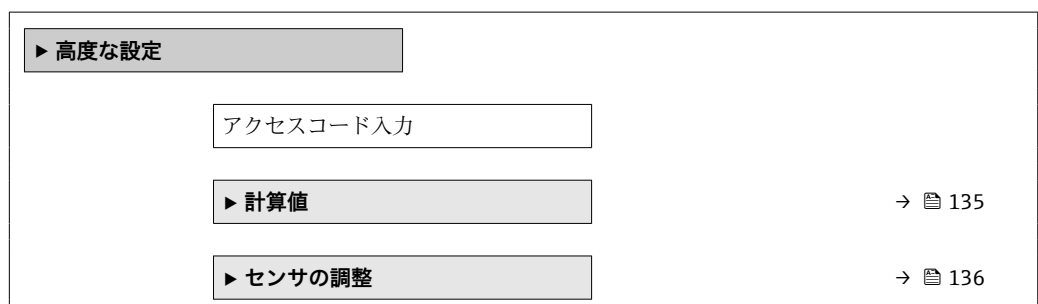 ▶ 高度な設定
アクセスコード入力
▶ 計算値 → 🗎 135
▶ センサの調整 → 🗎 136